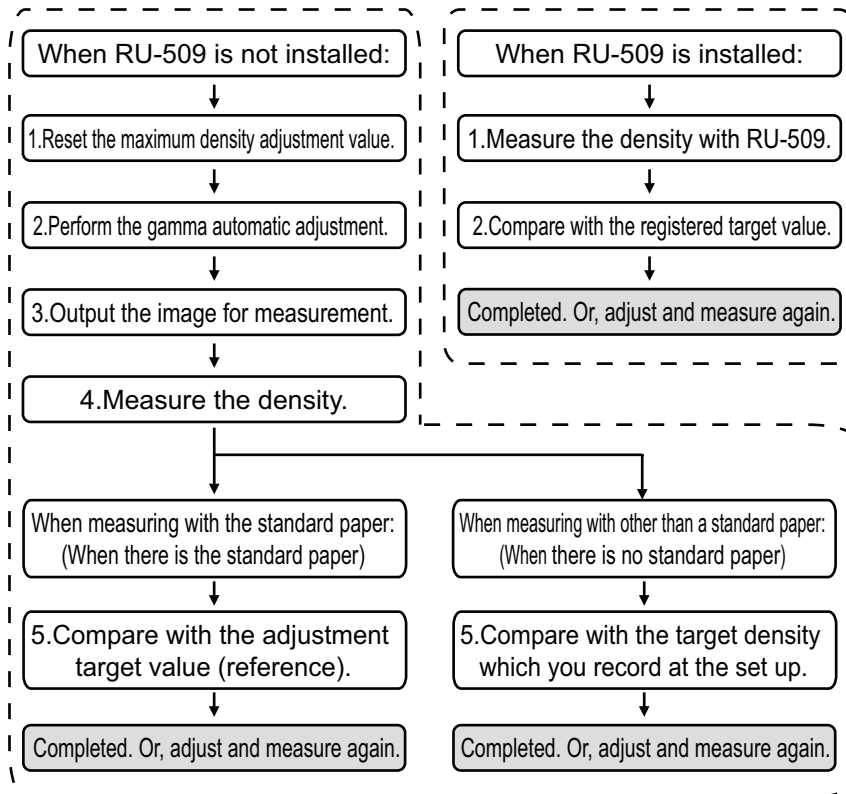 When RU-509 is not installed:
1.Reset the maximum density adjustment value.
2.Perform the gamma automatic adjustment.
3.Output the image for measurement.
4.Measure the density.
When measuring with the standard paper:
(When there is the standard paper)
5.Compare with the adjustment
target value (reference).
Completed. Or, adjust and measure again.
When measuring with other than a standard paper:
(When there is no standard paper)
5.Compare with the target density
which you record at the set up.
Completed. Or, adjust and measure again.
When RU-509 is installed:
1.Measure the density with RU-509.
2.Compare with the registered target value.
Completed. Or, adjust and measure again.